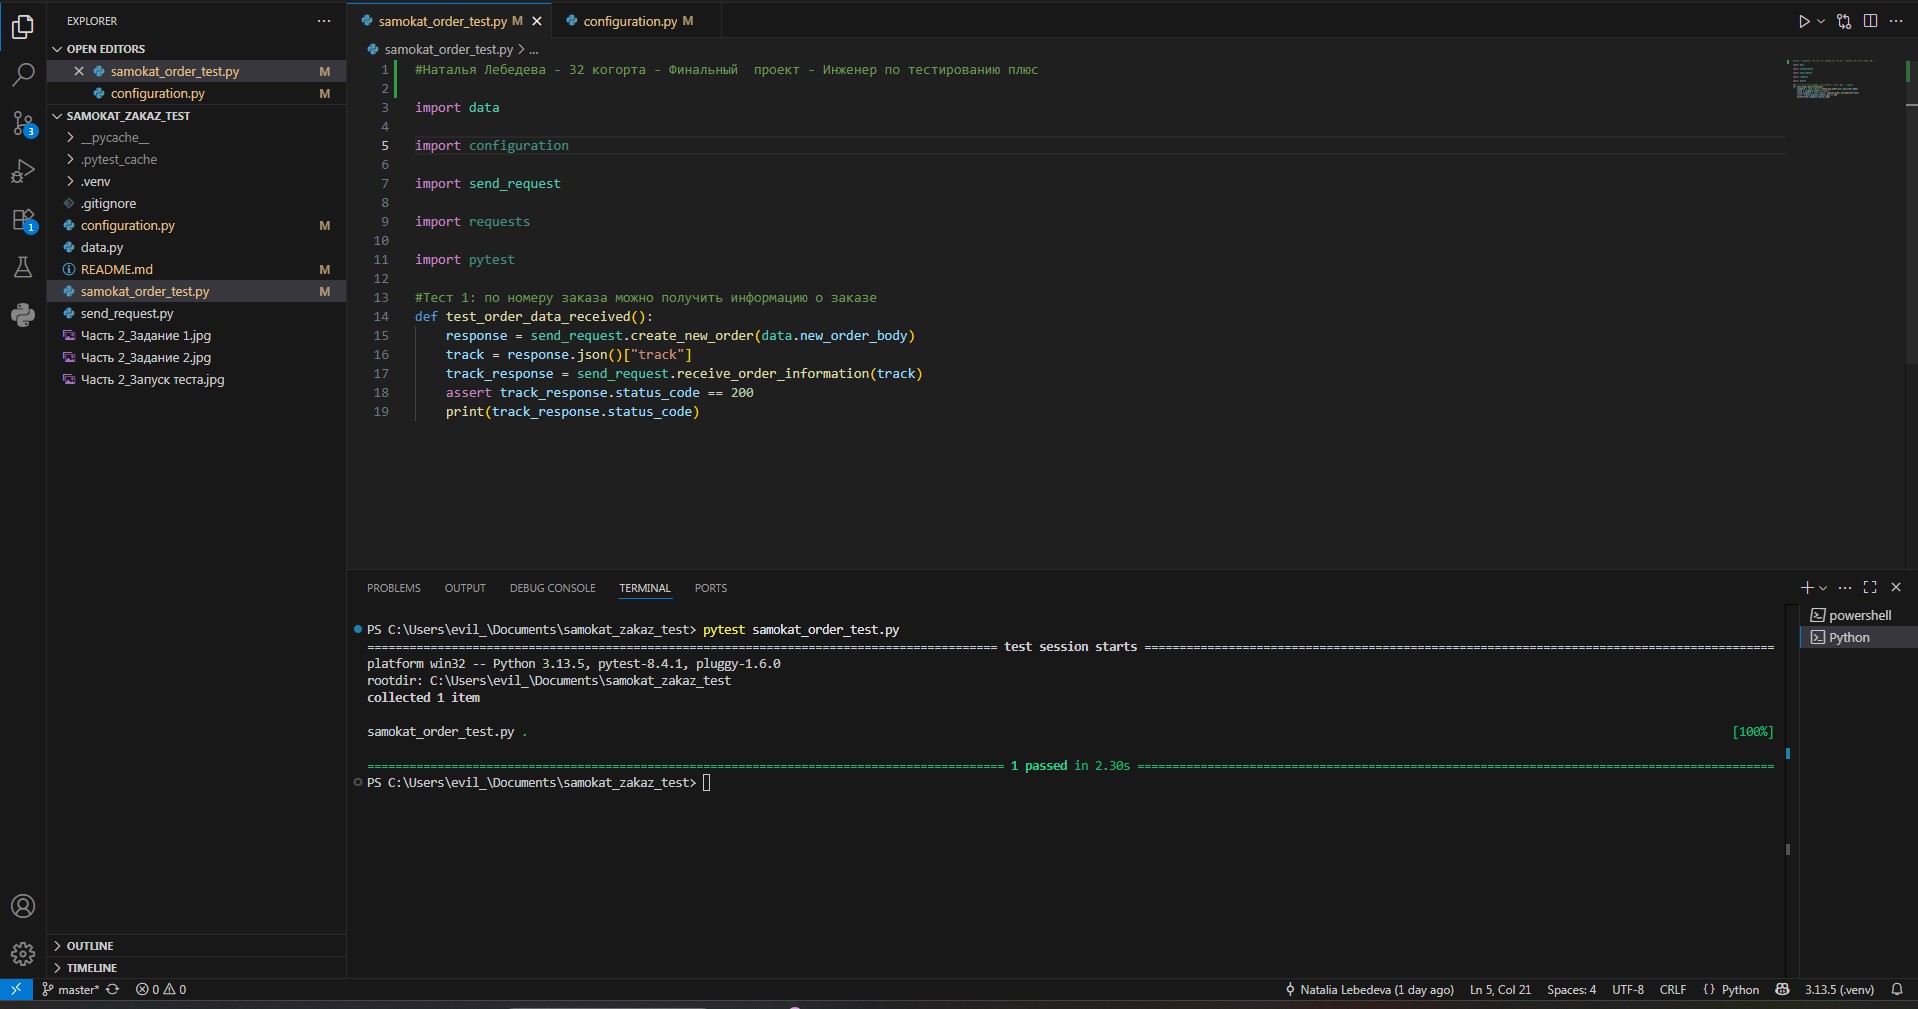 EXPLORER
OPEN EDITORS
samokat_order_test.py M
configuration.py M
SAMOKAT_ZAKAZ_TEST
__pycache__
.pytest_cache
.venv
.gitignore
configuration.py M
data.py
README.md M
samokat_order_test.py M
send_request.py
Часть 2_Задание 1.jpg
Часть 2_Задание 2.jpg
Часть 2_Запуск теста.jpg
OUTLINE
TIMELINE
3
1
samokat_order_test.py M
configuration.py M
samokat_order_test.py > ...
1 #Наталья Лебедева - 32 когорта - Финальный  проект - Инженер по тестированию плюс
2
3 import data
4
5 import configuration
6
7 import send_request
8
9 import requests
10
11 import pytest
12
13 #Тест 1: по номеру заказа можно получить информацию о заказе
14 def test_order_data_received():
15     response = send_request.create_new_order(data.new_order_body)
16     track = response.json()["track"]
17     track_response = send_request.receive_order_information(track)
18     assert track_response.status_code == 200
19     print(track_response.status_code)
PROBLEMS OUTPUT DEBUG CONSOLE TERMINAL PORTS
PS C:\Users\evil_\Documents\samokat_zakaz_test> pytest samokat_order_test.py
test session starts
platform win32 -- Python 3.13.5, pytest-8.4.1, pluggy-1.6.0
rootdir: C:\Users\evil_\Documents\samokat_zakaz_test
collected 1 item
samokat_order_test.py . [100%]
1 passed in 2.30s
PS C:\Users\evil_\Documents\samokat_zakaz_test>
powershell
Python
master* 0 0 Natalia Lebedeva (1 day ago) Ln 5, Col 21 Spaces: 4 UTF-8 CRLF {} Python 3.13.5 (.venv)